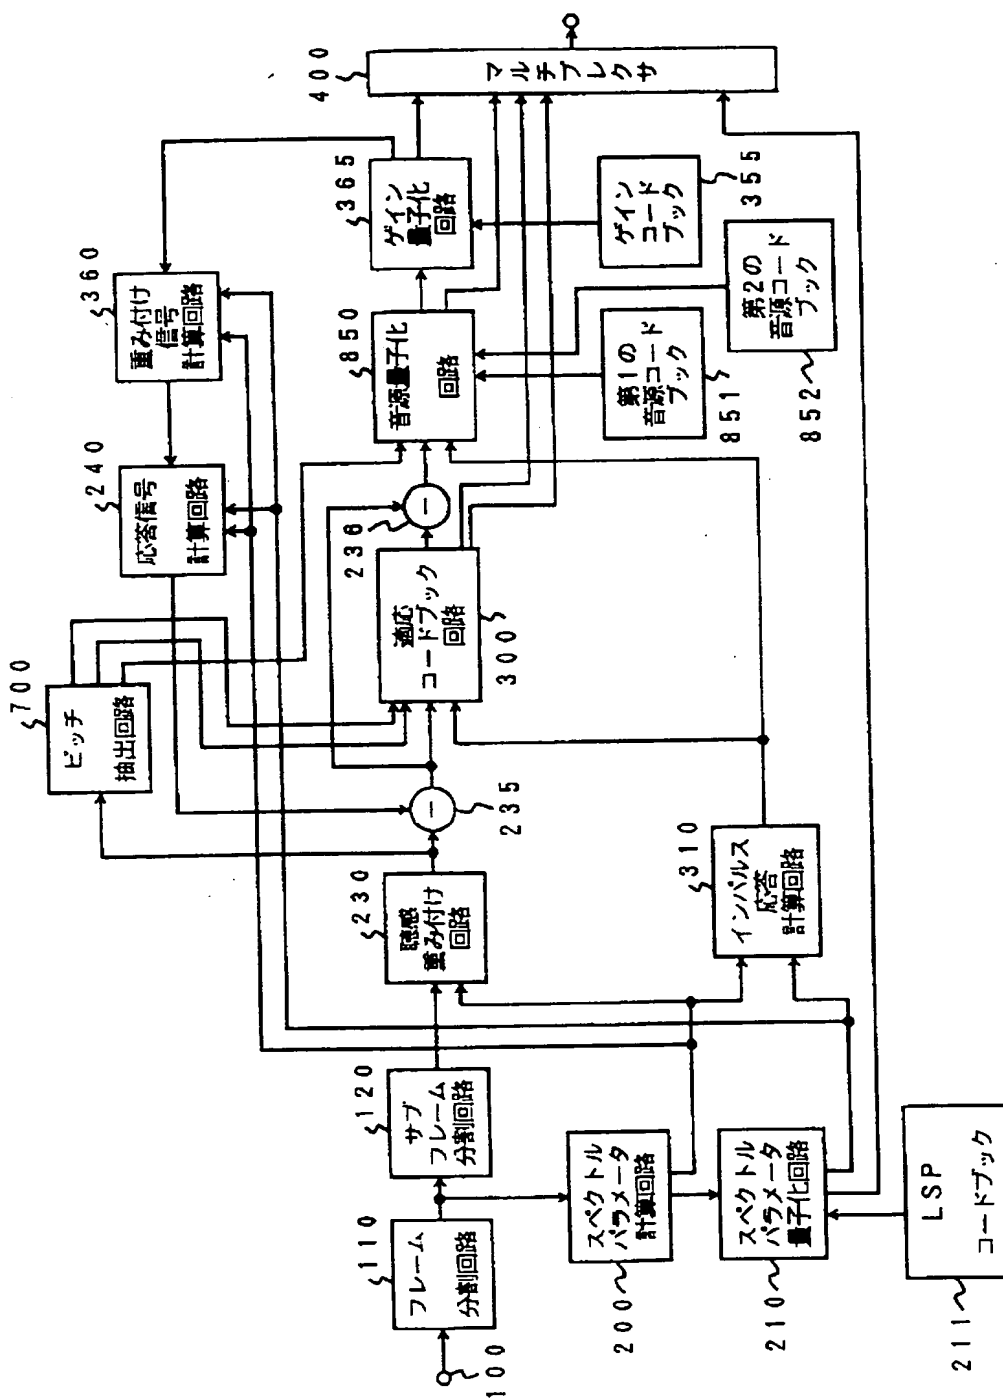 100
110
フレーム
分割回路
120
サブ
フレーム
分割回路
200
スペクトル
パラメータ
計算回路
210
スペクトル
パラメータ
量子化回路
211
LSP
コードブック
230
聴感
重み付け
回路
235
−
700
ピッチ
抽出回路
240
応答信号
計算回路
360
重み付け
信号
計算回路
310
インパルス
応答
計算回路
300
適応
コードブック
回路
236
−
850
音源量子化
回路
851
第1の
音源コード
ブック
852
第2の
音源コード
ブック
365
ゲイン
量子化
回路
355
ゲイン
コード
ブック
400
マルチプレクサ